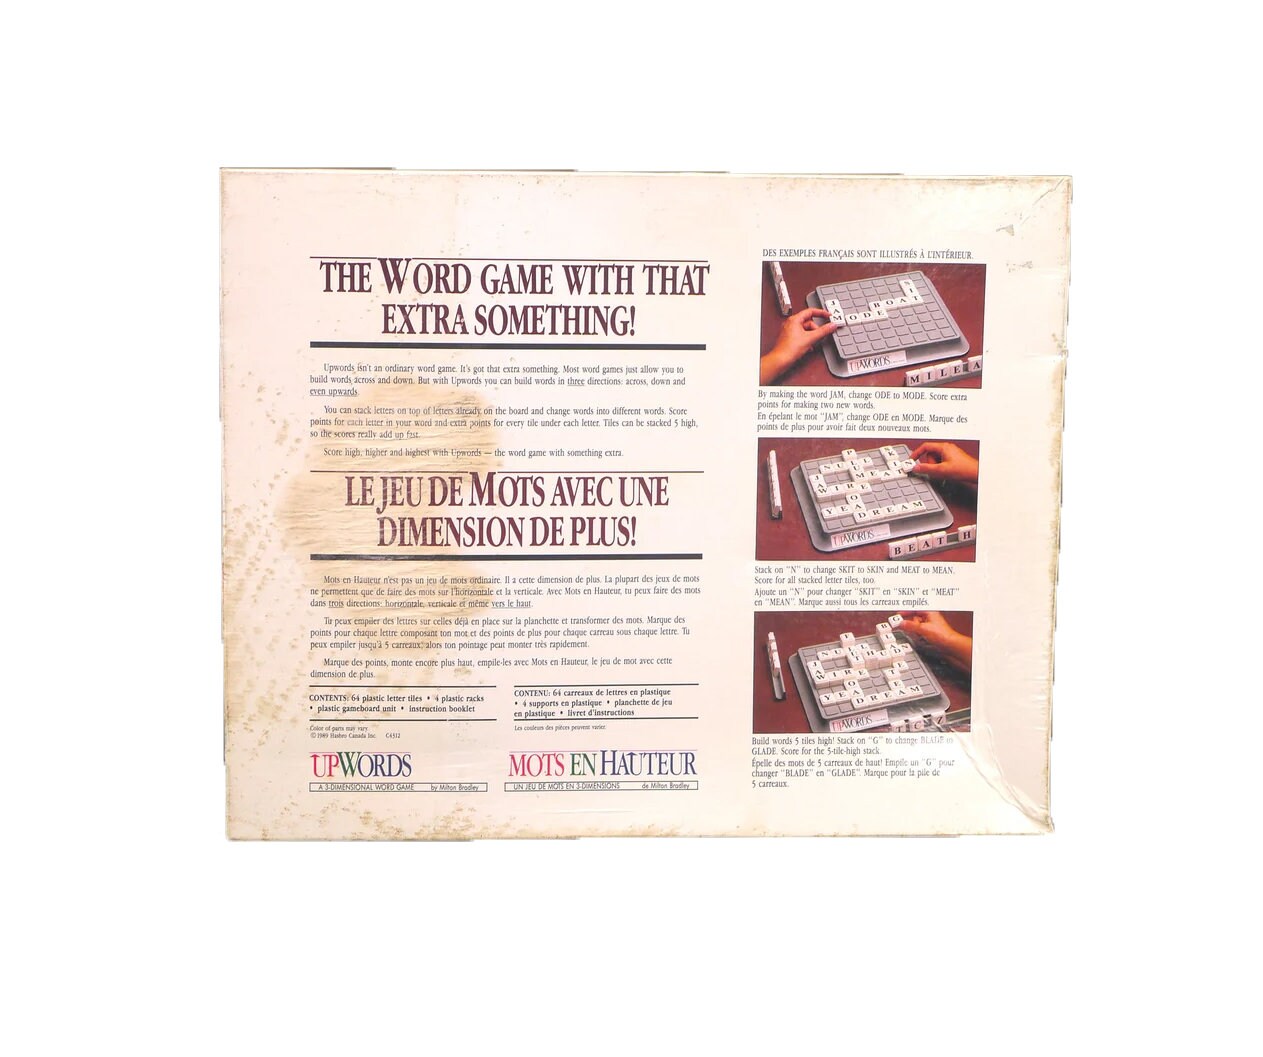 THE WORD GAME WITH THAT
EXTRA SOMETHING!
Upwords isn't an ordinary word game. It's got that extra something. Most word games just allow you to
build words across and down. But with Upwords you can build words in three directions: across, down and
even upwards.
You can stack letters on top of letters already on the board and change words into different words. Score
points for each letter in your word and extra points for every tile under each letter. Tiles can be stacked 5 high,
so the scores really add up fast.
Score high, higher and highest with Upwords — the word game with something extra.
LE JEU DE MOTS AVEC UNE
DIMENSION DE PLUS!
Mots en Hauteur n'est pas un jeu de mots ordinaire. Il a cette dimension de plus. La plupart des jeux de mots
ne permettent que de faire des mots sur l'horizontale et la verticale. Avec Mots en Hauteur, tu peux faire des mots
dans trois directions: horizontale, verticale et même vers le haut.
Tu peux empiler des lettres sur celles déjà en place sur la planchette et transformer des mots. Marque des
points pour chaque lettre composant ton mot et des points de plus pour chaque carreau sous chaque lettre. Tu
peux empiler jusqu'à 5 carreaux, alors ton pointage peut monter très rapidement.
Marque des points, monte encore plus haut, empile-les avec Mots en Hauteur, le jeu de mot avec cette
dimension de plus.
CONTENTS: 64 plastic letter tiles • 4 plastic racks
• plastic gameboard unit • instruction booklet
Color of parts may vary.
© 1989 Hasbro Canada Inc. C4312
CONTENU: 64 carreaux de lettres en plastique
• 4 supports en plastique • planchette de jeu
en plastique • livret d'instructions
Les couleurs des pièces peuvent varier.
UPWORDS
A 3-DIMENSIONAL WORD GAME by Milton Bradley
MOTS EN HAUTEUR
UN JEU DE MOTS EN 3-DIMENSIONS de Milton Bradley
DES EXEMPLES FRANÇAIS SONT ILLUSTRÉS À L'INTÉRIEUR.
JAM
MODE
BOAT
SIT
UPWORDS
M I L E A
By making the word JAM, change ODE to MODE. Score extra
points for making two new words.
En épelant le mot "JAM", change ODE en MODE. Marque des
points de plus pour avoir fait deux nouveaux mots.
WIRE
MEAN
YEA
DREAM
UPWORDS
B E A T H
Stack on "N" to change SKIT to SKIN and MEAT to MEAN.
Score for all stacked letter tiles, too.
Ajoute un "N" pour changer "SKIT" en "SKIN" et "MEAT"
en "MEAN". Marque aussi tous les carreaux empilés.
WIRE
YEA
DREAM
UPWORDS
Build words 5 tiles high! Stack on "G" to change BLADE to
GLADE. Score for the 5-tile-high stack.
Épelle des mots de 5 carreaux de haut! Empile un "G" pour
changer "BLADE" en "GLADE". Marque pour la pile de
5 carreaux.